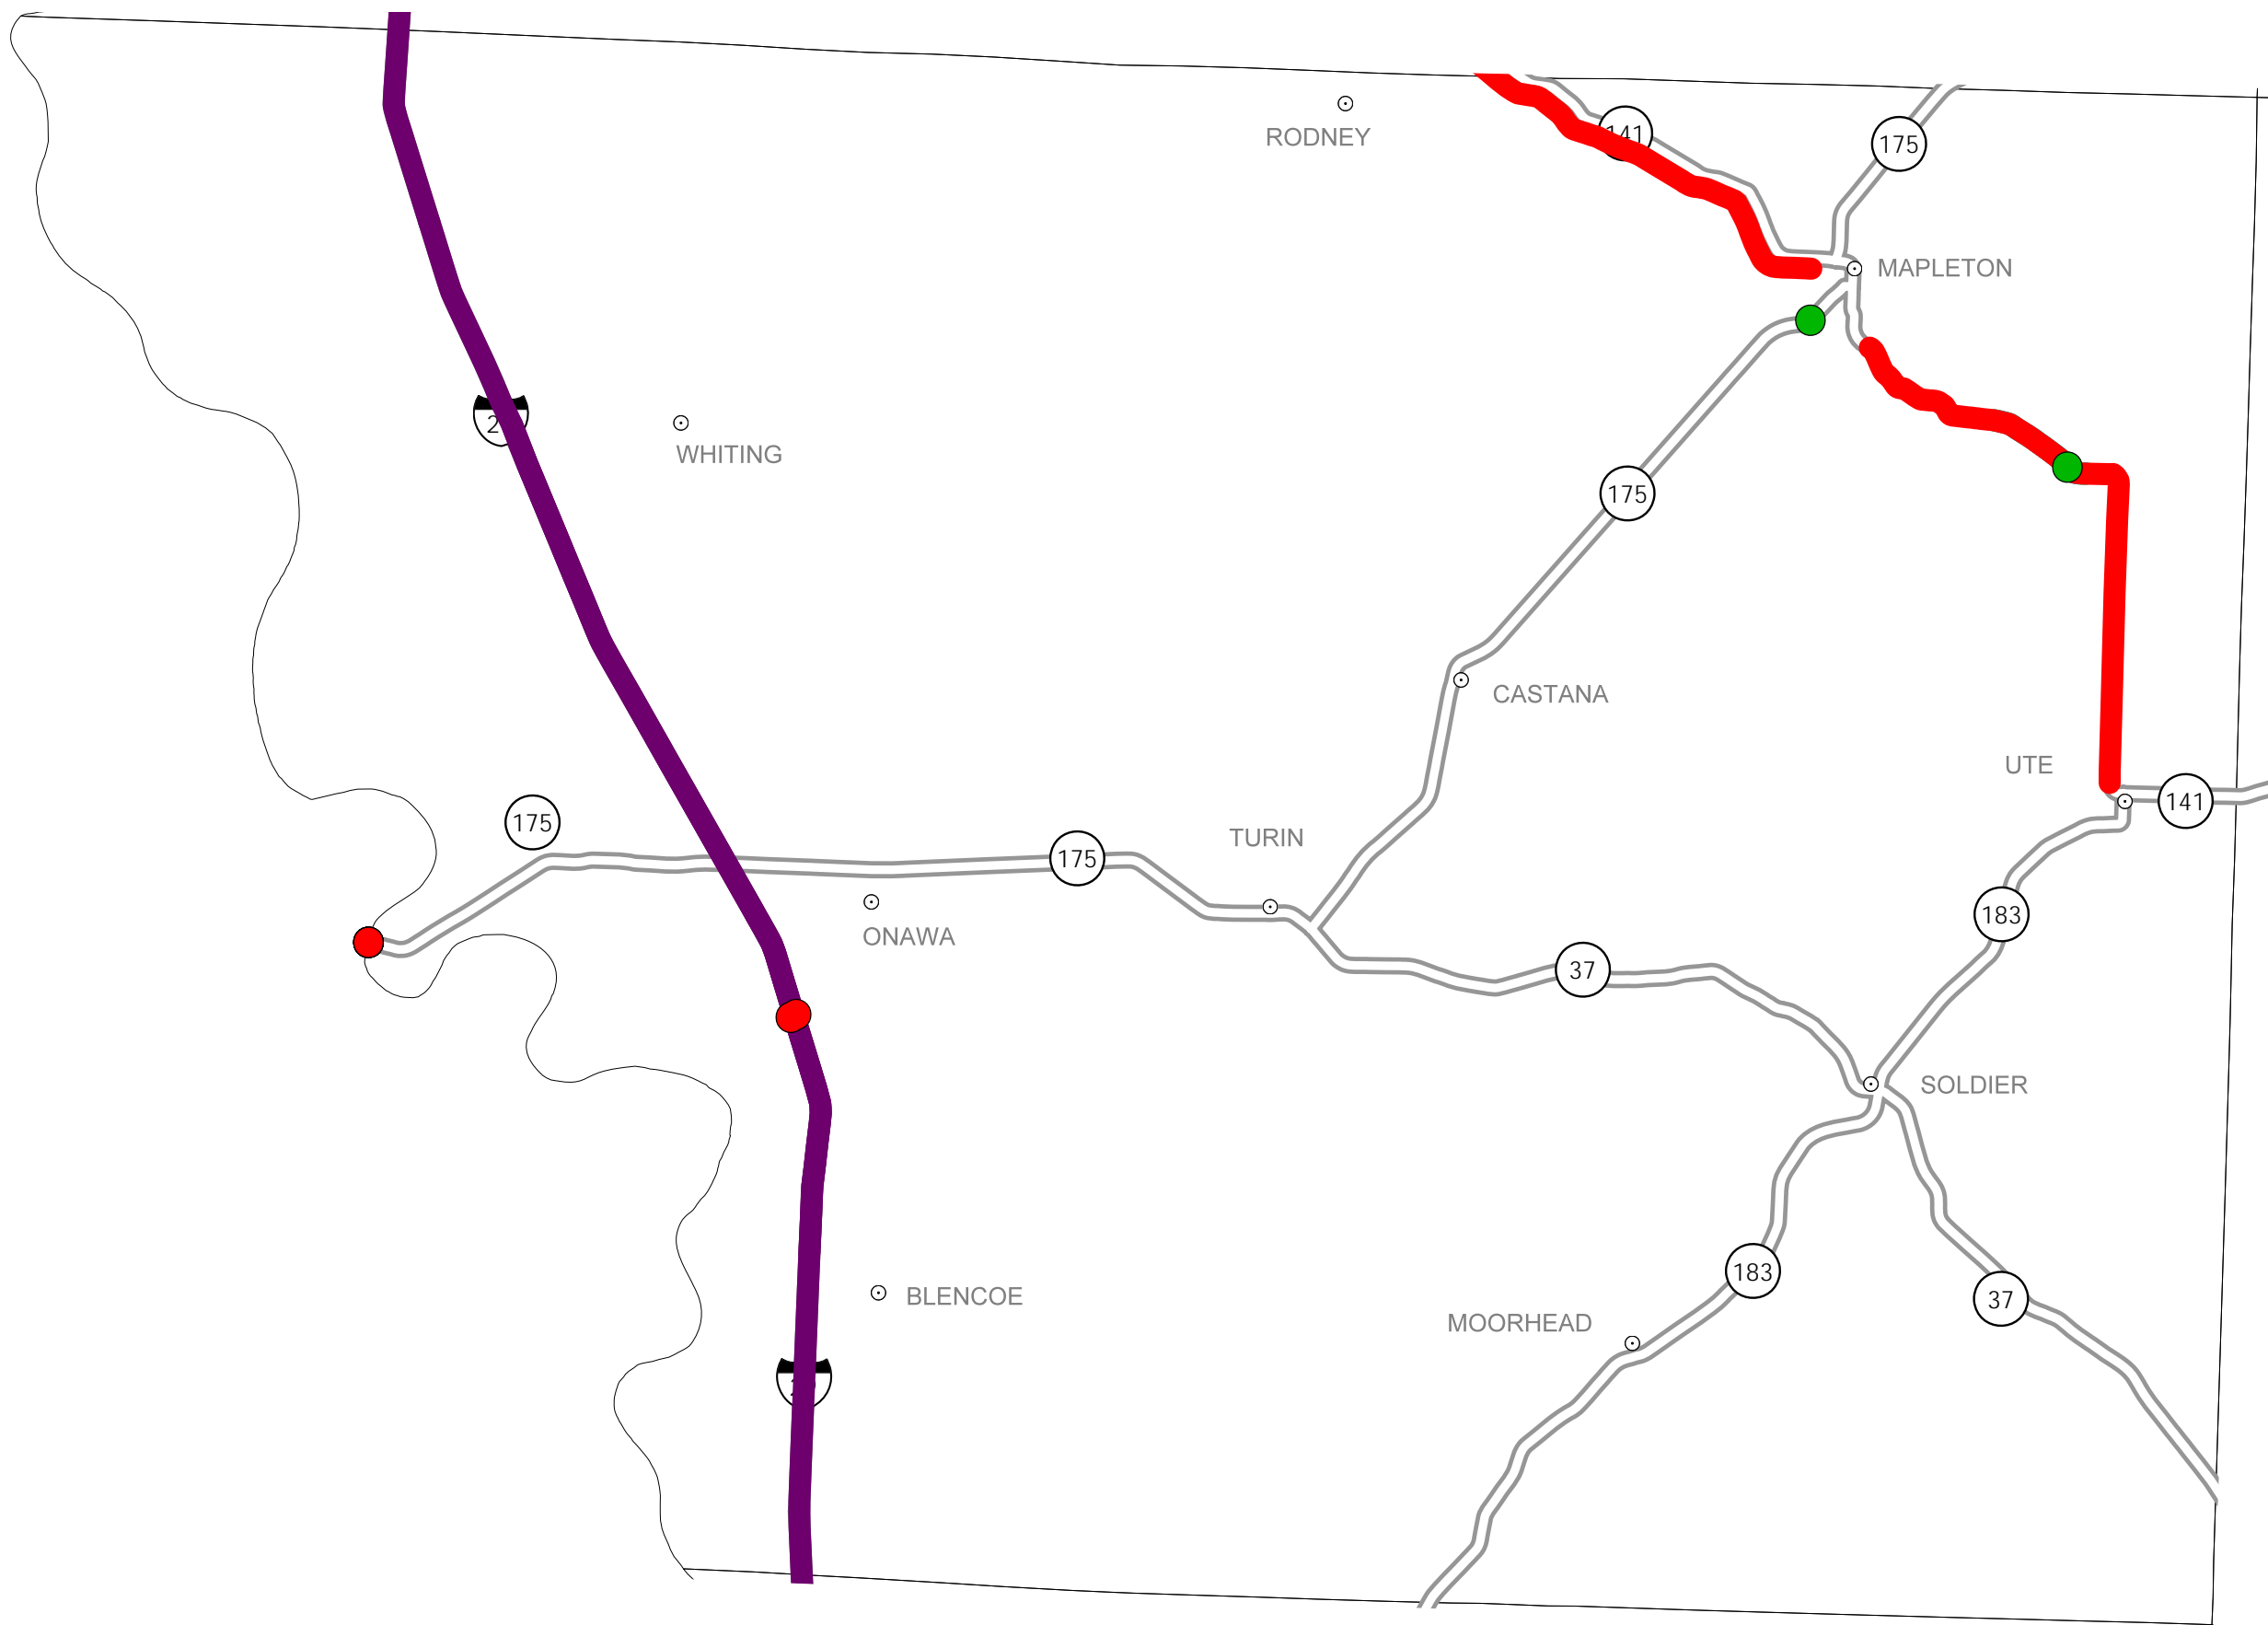 RODNEY
141
175
MAPLETON
2
WHITING
175
CASTANA
UTE
141
175
TURIN
175
183
ONAWA
37
SOLDIER
183
BLENCOE
37
MOORHEAD